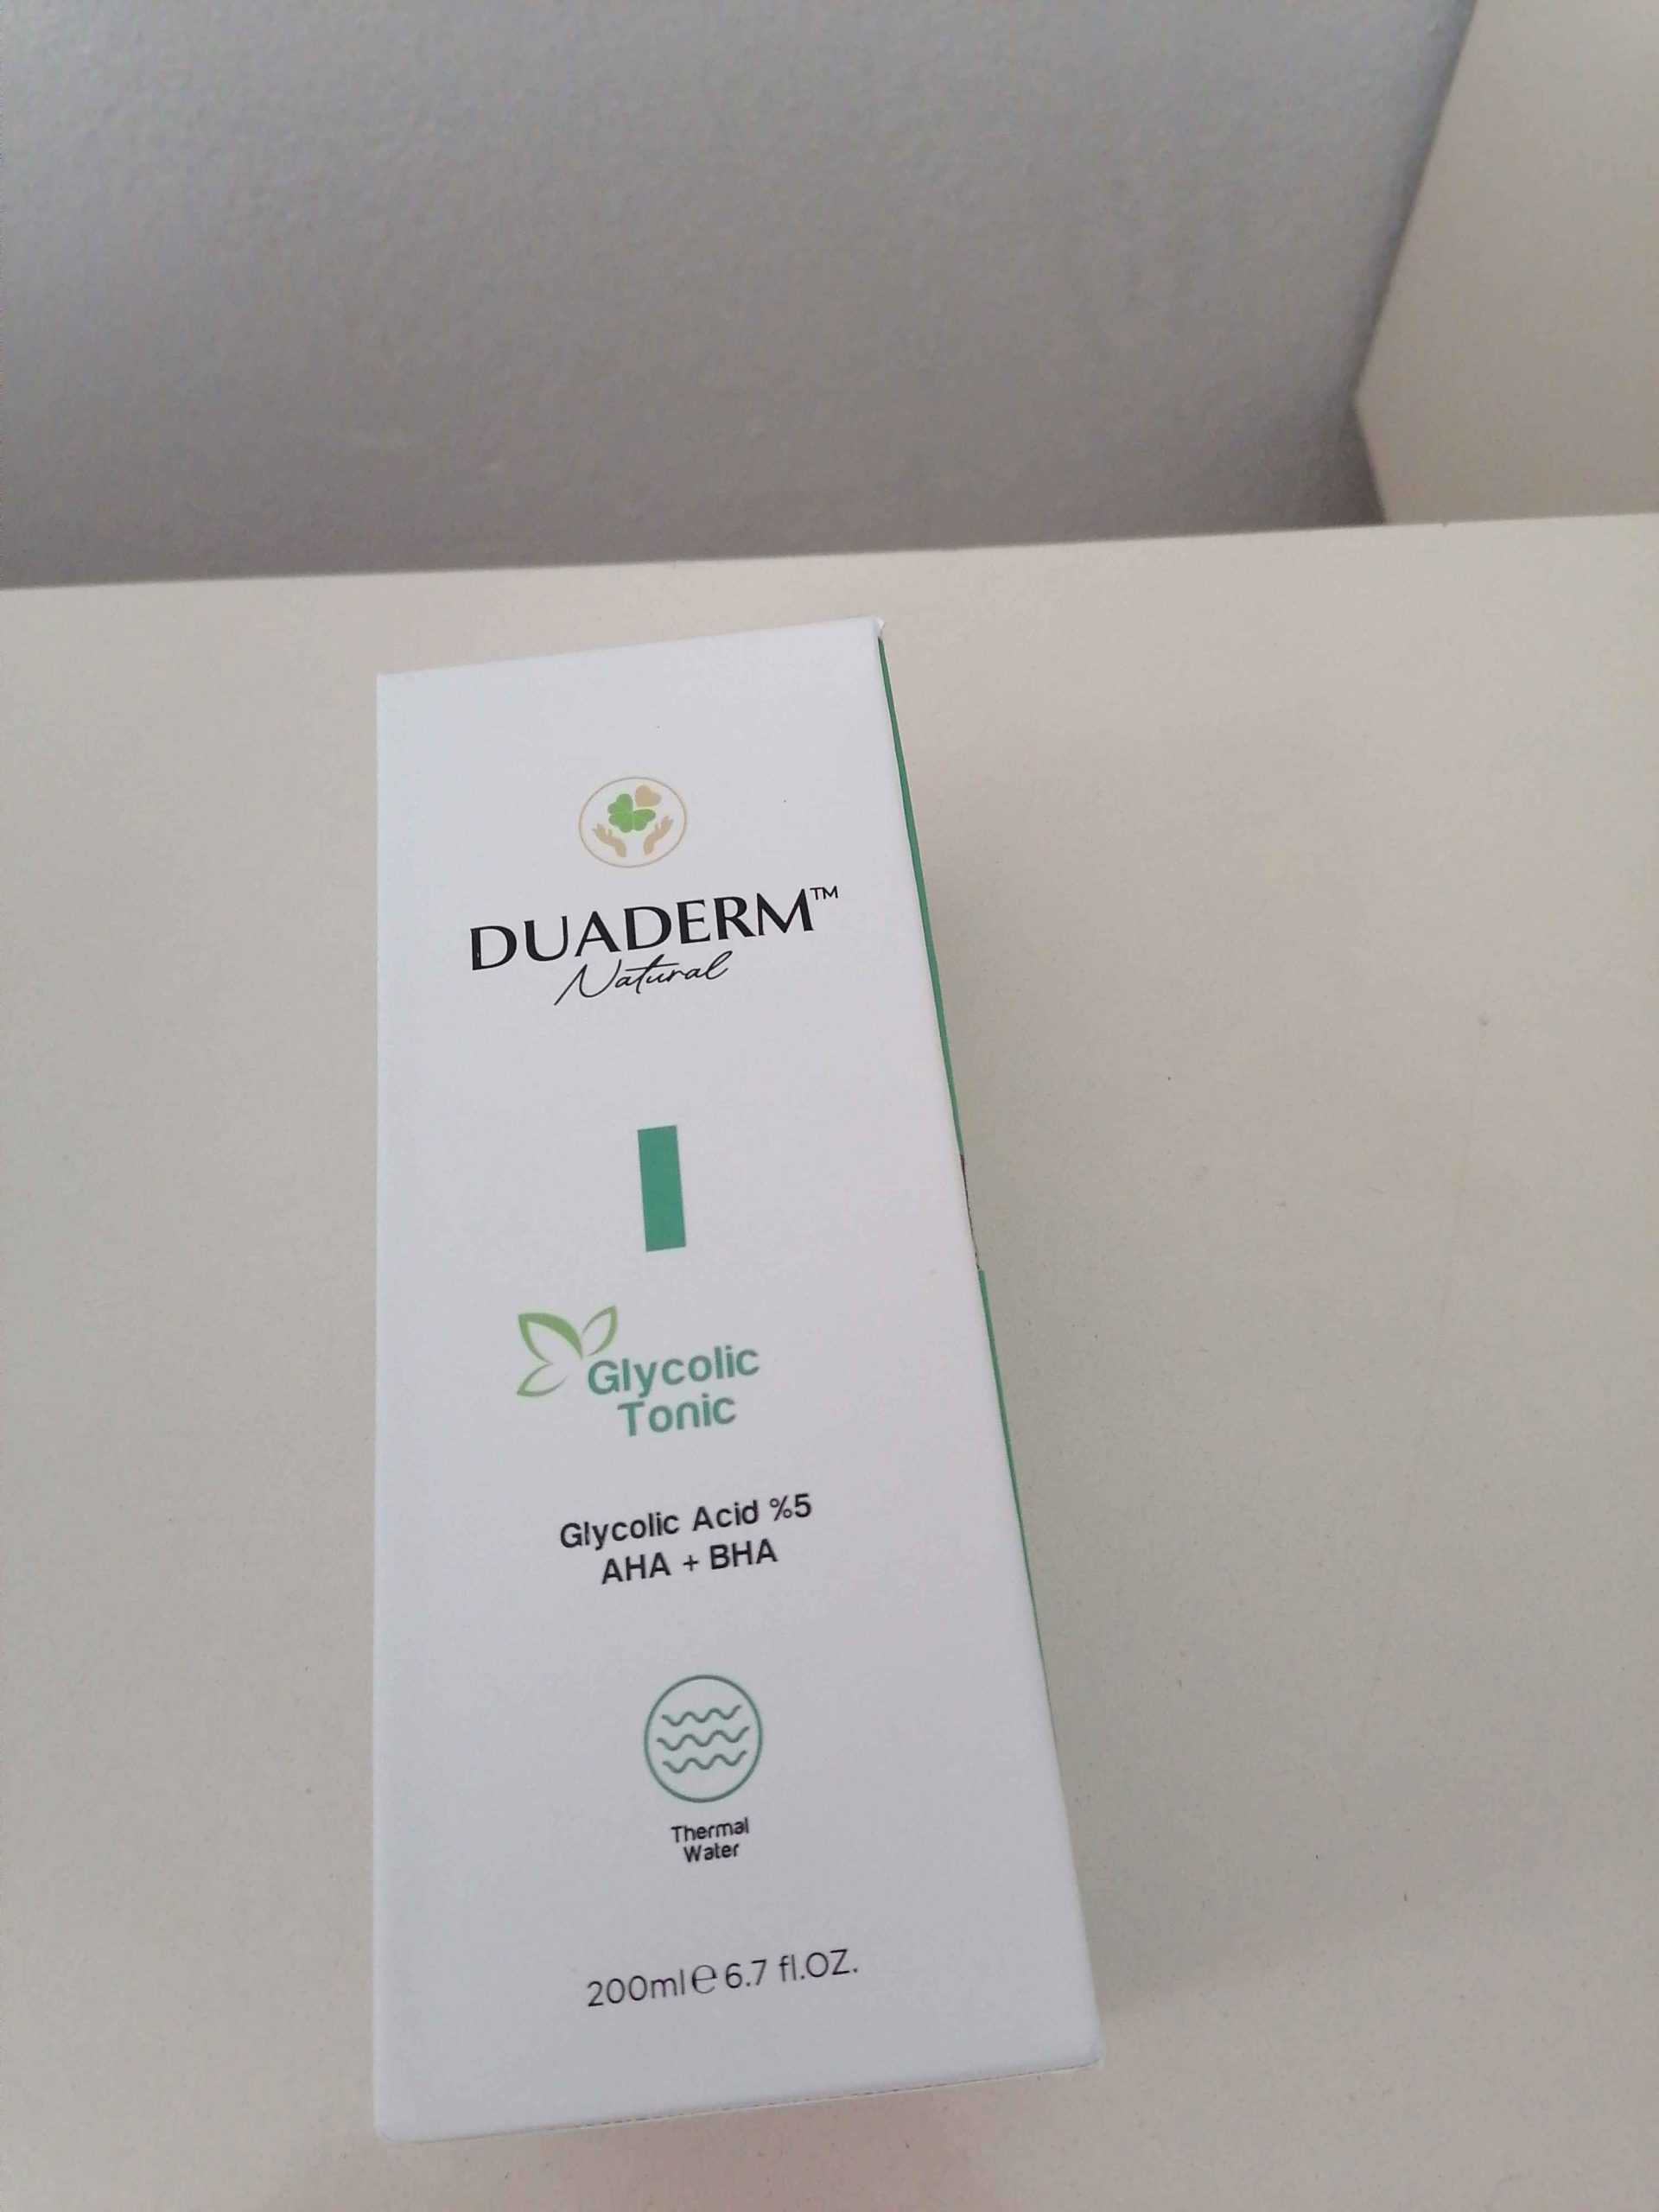 DUADERM™
Natural
Glycolic
Tonic
Glycolic Acid %5
AHA + BHA
Thermal
Water
200ml℮6.7 fl.OZ.